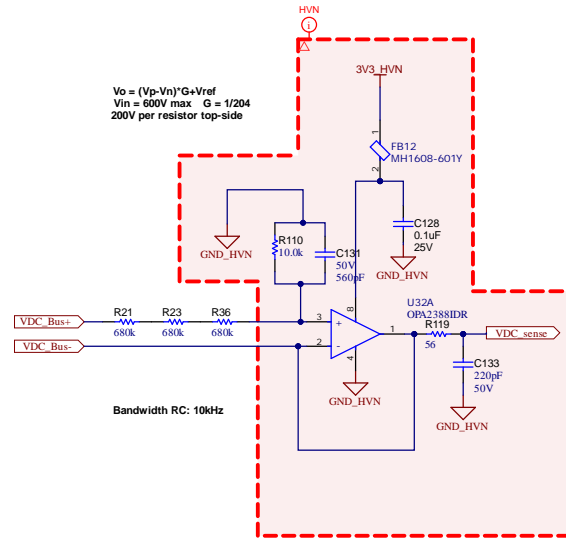 HVN
i
3V3_HVN
Vo = (Vp-Vn)*G+Vref
Vin = 600V max G = 1/204
200V per resistor top-side
1
FB12
MH1608-601Y
2
C128
0.1uF
25V
GND_HVN
GND_HVN
R110
10.0k
C131
50V
560pF
U32A
OPA2388IDR
8
VDC_Bus+
R21
680k
R23
680k
R36
680k
3
+
1
R119
56
VDC_sense
VDC_Bus-
2
-
4
GND_HVN
C133
220pF
50V
GND_HVN
Bandwidth RC: 10kHz